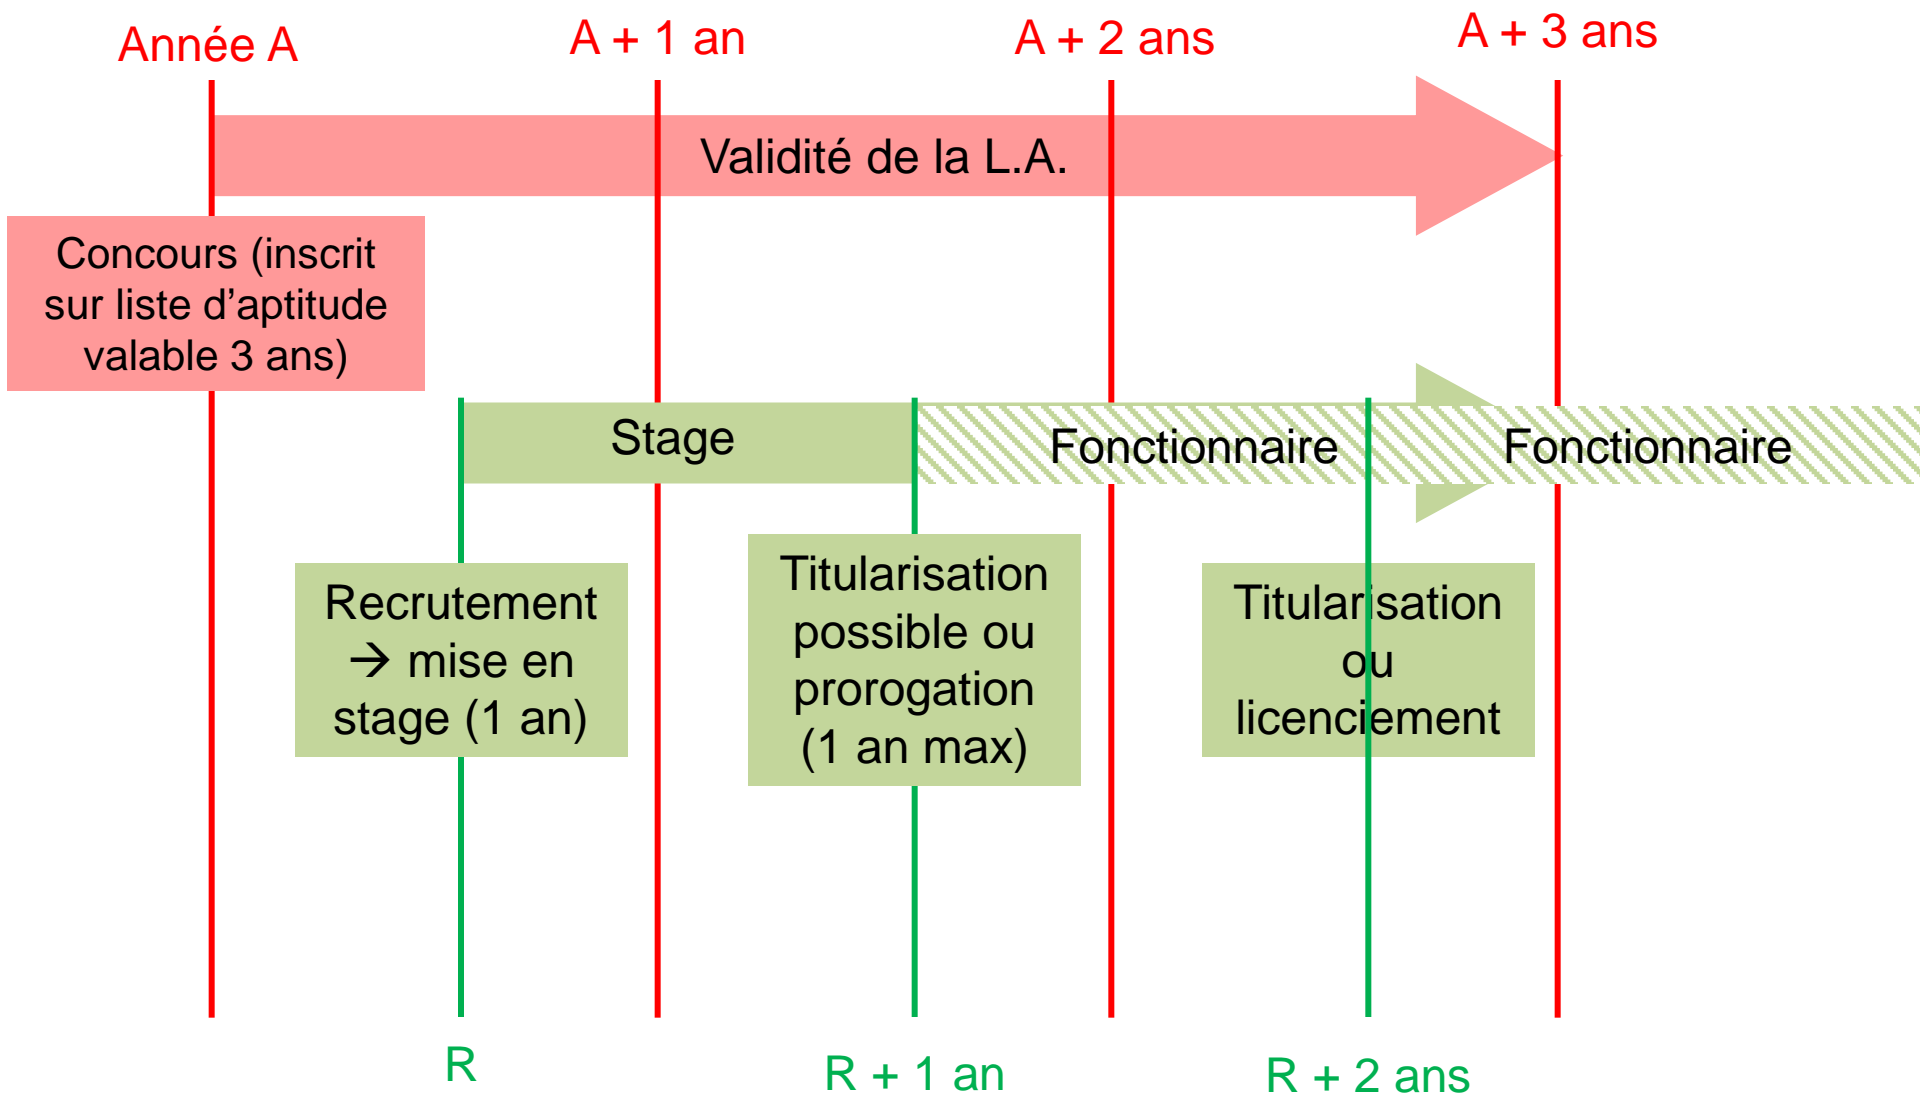 Année A
A + 1 an
A + 2 ans
A + 3 ans
Validité de la L.A.
Concours (inscrit
sur liste d’aptitude
valable 3 ans)
Stage
Fonctionnaire
Fonctionnaire
Recrutement
→ mise en
stage (1 an)
Titularisation
possible ou
prorogation
(1 an max)
Titularisation
ou
licenciement
R
R + 1 an
R + 2 ans